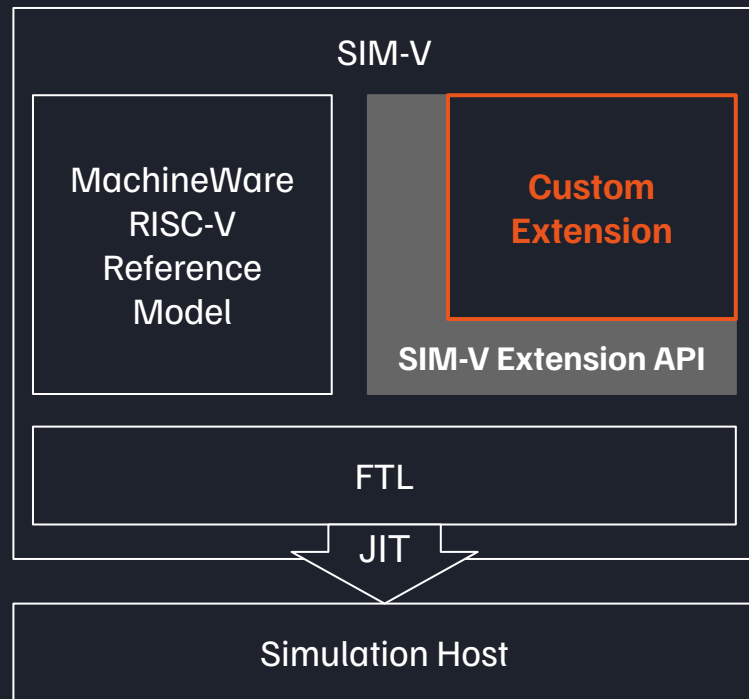 SIM-V
MachineWare
RISC-V
Reference
Model
Custom
Extension
SIM-V Extension API
FTL
JIT
Simulation Host